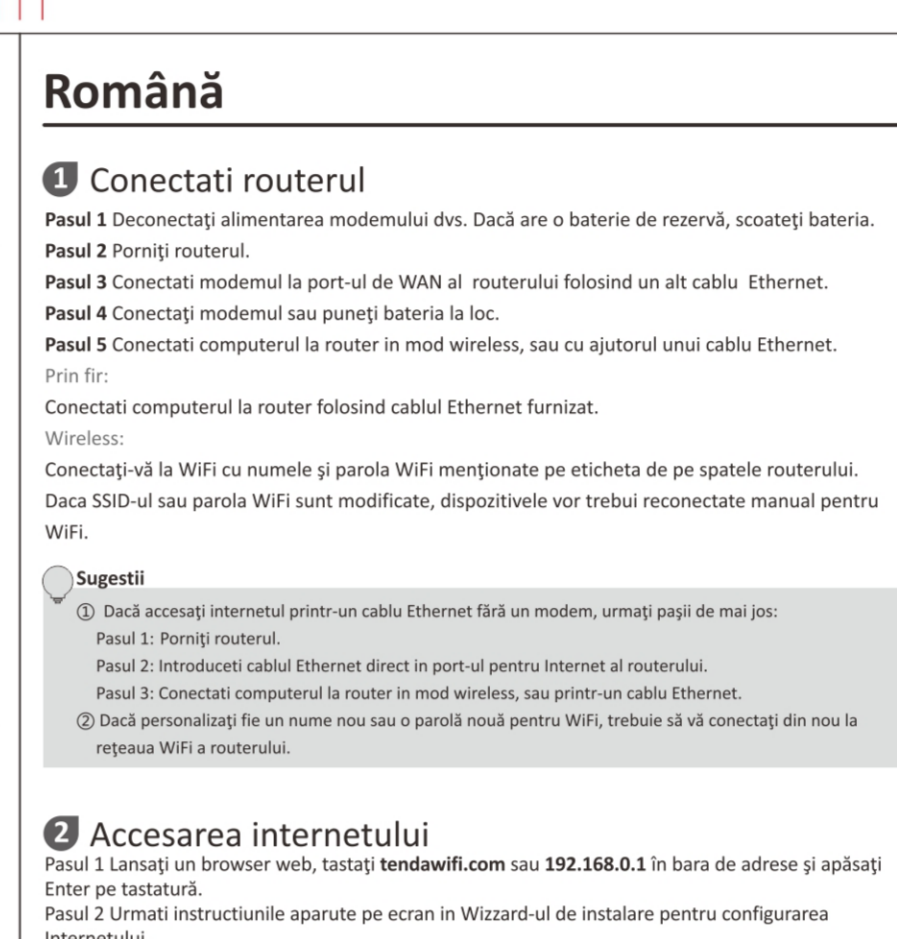 Română
1 Conectati routerul
Pasul 1 Deconectaţi alimentarea modemului dvs. Dacă are o baterie de rezervă, scoateţi bateria.
Pasul 2 Porniţi routerul.
Pasul 3 Conectati modemul la port-ul de WAN al routerului folosind un alt cablu Ethernet.
Pasul 4 Conectaţi modemul sau puneţi bateria la loc.
Pasul 5 Conectati computerul la router in mod wireless, sau cu ajutorul unui cablu Ethernet.
Prin fir:
Conectati computerul la router folosind cablul Ethernet furnizat.
Wireless:
Conectaţi-vă la WiFi cu numele şi parola WiFi menţionate pe eticheta de pe spatele routerului.
Daca SSID-ul sau parola WiFi sunt modificate, dispozitivele vor trebui reconectate manual pentru
WiFi.
Sugestii
① Dacă accesaţi internetul printr-un cablu Ethernet fără un modem, urmaţi paşii de mai jos:
Pasul 1: Porniţi routerul.
Pasul 2: Introduceti cablul Ethernet direct in port-ul pentru Internet al routerului.
Pasul 3: Conectati computerul la router in mod wireless, sau printr-un cablu Ethernet.
② Dacă personalizaţi fie un nume nou sau o parolă nouă pentru WiFi, trebuie să vă conectaţi din nou la
reţeaua WiFi a routerului.
2 Accesarea internetului
Pasul 1 Lansaţi un browser web, tastaţi tendawifi.com sau 192.168.0.1 în bara de adrese şi apăsaţi
Enter pe tastatură.
Pasul 2 Urmati instructiunile aparute pe ecran in Wizzard-ul de instalare pentru configurarea
Internetului